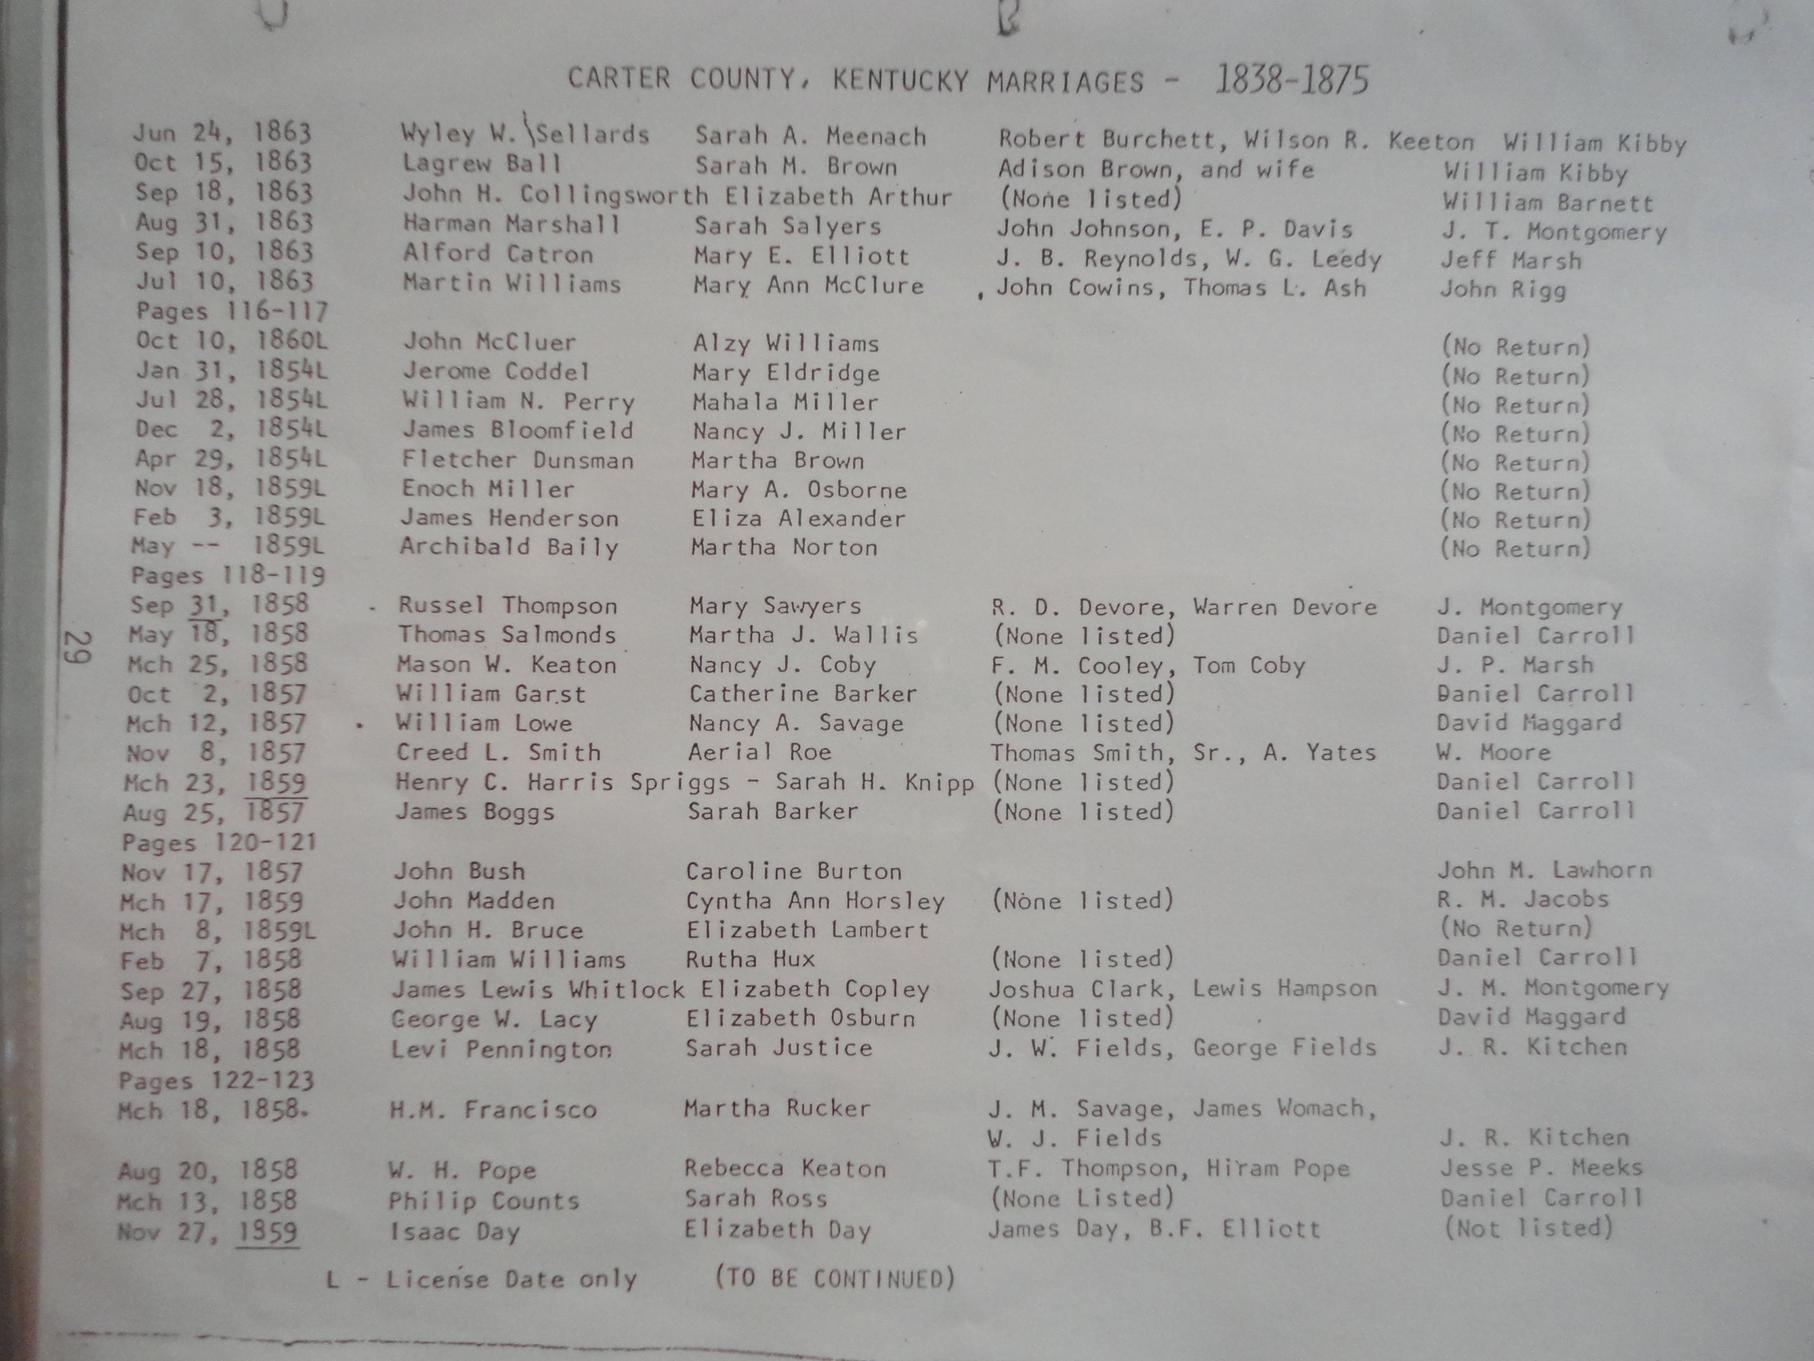 CARTER COUNTY, KENTUCKY MARRIAGES - 1838-1875
Jun 24, 1863 Wyley W. \Sellards Sarah A. Meenach Robert Burchett, Wilson R. Keeton William Kibby
Oct 15, 1863 Lagrew Ball Sarah M. Brown Adison Brown, and wife William Kibby
Sep 18, 1863 John H. Collingsworth Elizabeth Arthur (None listed) William Barnett
Aug 31, 1863 Harman Marshall Sarah Salyers John Johnson, E. P. Davis J. T. Montgomery
Sep 10, 1863 Alford Catron Mary E. Elliott J. B. Reynolds, W. G. Leedy Jeff Marsh
Jul 10, 1863 Martin Williams Mary Ann McClure , John Cowins, Thomas L. Ash John Rigg
Pages 116-117
Oct 10, 1860L John McCluer Alzy Williams (No Return)
Jan 31, 1854L Jerome Coddel Mary Eldridge (No Return)
Jul 28, 1854L William N. Perry Mahala Miller (No Return)
Dec 2, 1854L James Bloomfield Nancy J. Miller (No Return)
Apr 29, 1854L Fletcher Dunsman Martha Brown (No Return)
Nov 18, 1859L Enoch Miller Mary A. Osborne (No Return)
Feb 3, 1859L James Henderson Eliza Alexander (No Return)
May -- 1859L Archibald Baily Martha Norton (No Return)
Pages 118-119
Sep 31, 1858 Russel Thompson Mary Sawyers R. D. Devore, Warren Devore J. Montgomery
May 18, 1858 Thomas Salmonds Martha J. Wallis (None listed) Daniel Carroll
29
Mch 25, 1858 Mason W. Keaton Nancy J. Coby F. M. Cooley, Tom Coby J. P. Marsh
Oct 2, 1857 William Garst Catherine Barker (None listed) Daniel Carroll
Mch 12, 1857 William Lowe Nancy A. Savage (None listed) David Maggard
Nov 8, 1857 Creed L. Smith Aerial Roe Thomas Smith, Sr., A. Yates W. Moore
Mch 23, 1859 Henry C. Harris Spriggs - Sarah H. Knipp (None listed) Daniel Carroll
Aug 25, 1857 James Boggs Sarah Barker (None listed) Daniel Carroll
Pages 120-121
Nov 17, 1857 John Bush Caroline Burton John M. Lawhorn
Mch 17, 1859 John Madden Cyntha Ann Horsley (None listed) R. M. Jacobs
Mch 8, 1859L John H. Bruce Elizabeth Lambert (No Return)
Feb 7, 1858 William Williams Rutha Hux (None listed) Daniel Carroll
Sep 27, 1858 James Lewis Whitlock Elizabeth Copley Joshua Clark, Lewis Hampson J. M. Montgomery
Aug 19, 1858 George W. Lacy Elizabeth Osburn (None listed) David Maggard
Mch 18, 1858 Levi Pennington Sarah Justice J. W. Fields, George Fields J. R. Kitchen
Pages 122-123
Mch 18, 1858. H.M. Francisco Martha Rucker J. M. Savage, James Womach,
W. J. Fields J. R. Kitchen
Aug 20, 1858 W. H. Pope Rebecca Keaton T.F. Thompson, Hiram Pope Jesse P. Meeks
Mch 13, 1858 Philip Counts Sarah Ross (None Listed) Daniel Carroll
Nov 27, 1859 Isaac Day Elizabeth Day James Day, B.F. Elliott (Not listed)
L - License Date only (TO BE CONTINUED)